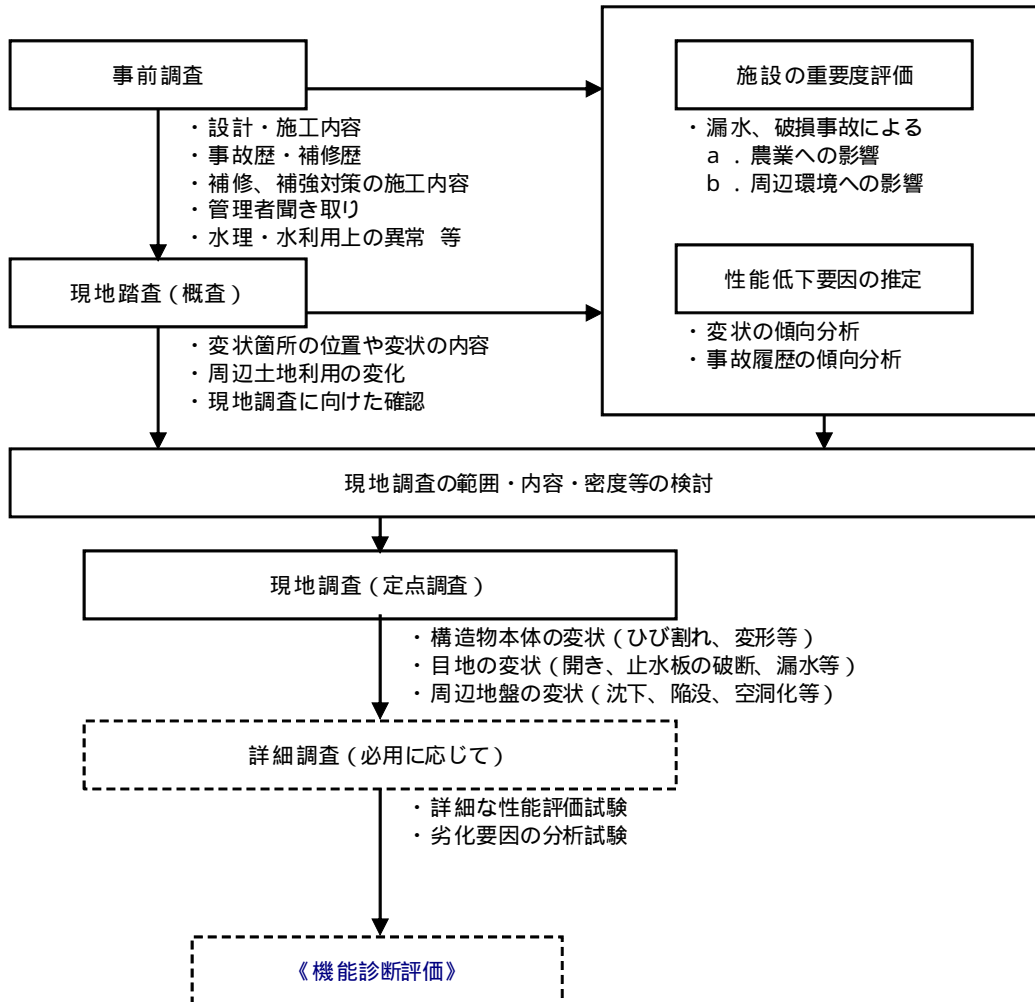 事前調査
・設計・施工内容
・事故歴・補修歴
・補修、補強対策の施工内容
・管理者聞き取り
・水理・水利用上の異常 等
施設の重要度評価
・漏水、破損事故による
a ．農業への影響
b ．周辺環境への影響
現地踏査（概査）
・変状箇所の位置や変状の内容
・周辺土地利用の変化
・現地調査に向けた確認
性能低下要因の推定
・変状の傾向分析
・事故履歴の傾向分析
現地調査の範囲・内容・密度等の検討
現地調査（定点調査）
・構造物本体の変状（ひび割れ、変形等）
・目地の変状（開き、止水板の破断、漏水等）
・周辺地盤の変状（沈下、陥没、空洞化等）
詳細調査（必用に応じて）
・詳細な性能評価試験
・劣化要因の分析試験
《機能診断評価》